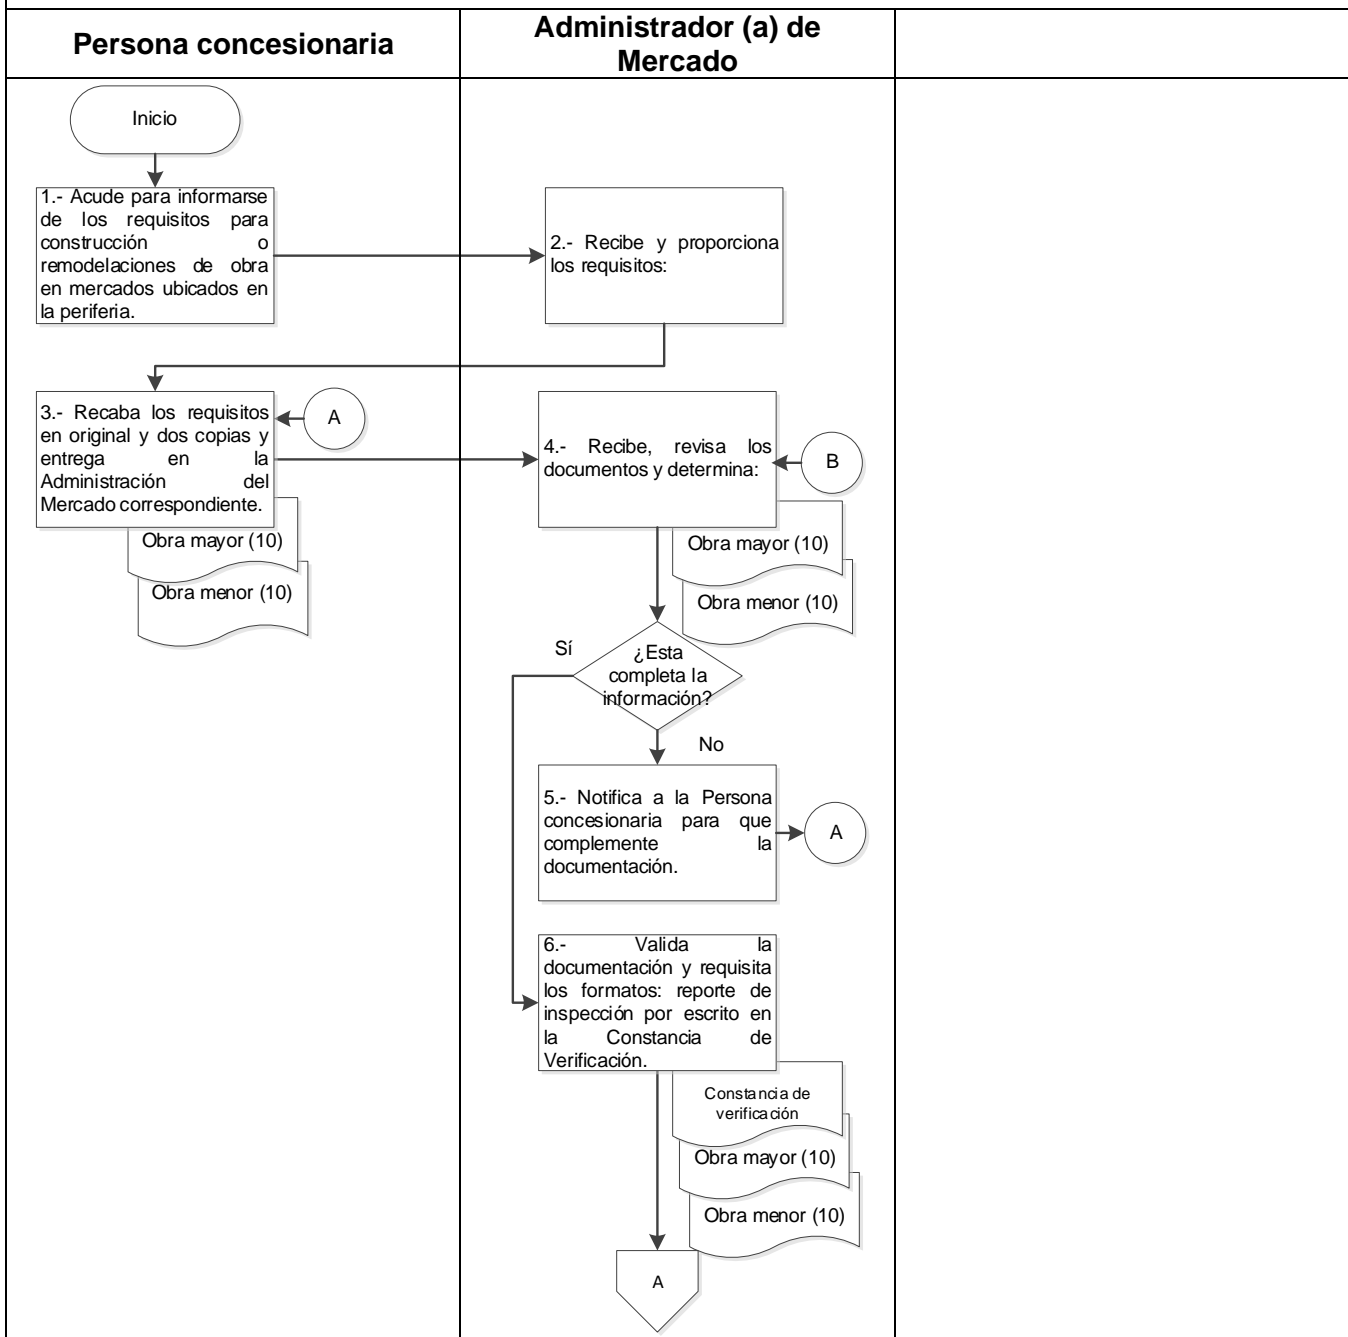 Persona concesionaria
Administrador (a) de
Mercado
Inicio
1.- Acude para informarse
de los requisitos para
construcción o
remodelaciones de obra
en mercados ubicados en
la periferia.
2.- Recibe y proporciona
los requisitos:
3.- Recaba los requisitos
en original y dos copias y
entrega en la
Administración del
Mercado correspondiente.
A
Obra mayor (10)
Obra menor (10)
4.- Recibe, revisa los
documentos y determina:
B
Obra mayor (10)
Obra menor (10)
Sí
¿Esta
completa la
información?
No
5.- Notifica a la Persona
concesionaria para que
complemente la
documentación.
A
6.- Valida la
documentación y requisita
los formatos: reporte de
inspección por escrito en
la Constancia de
Verificación.
Constancia de
verificación
Obra mayor (10)
Obra menor (10)
A